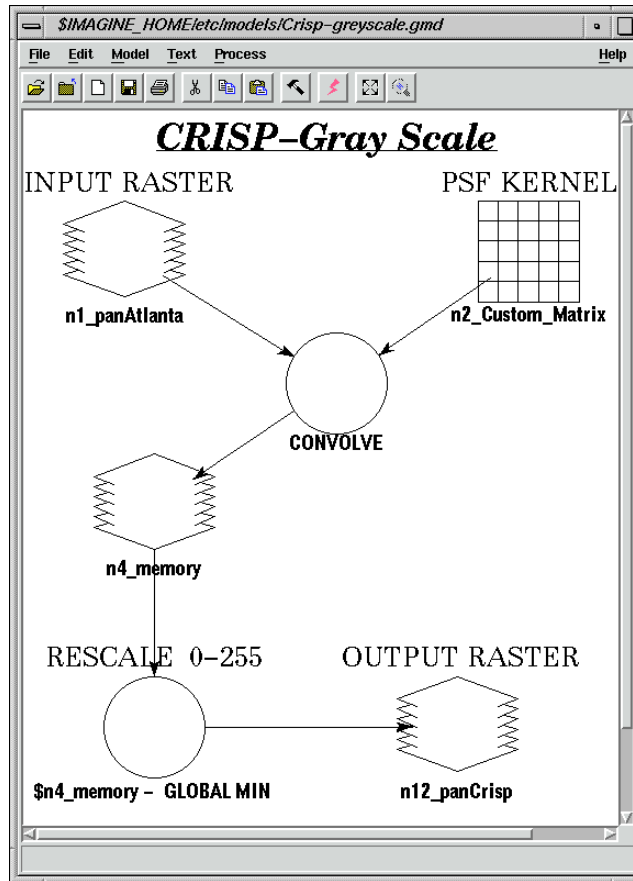 $IMAGINE_HOME/etc/models/Crisp-greyscale.gmd
File Edit Model Text Process Help
CRISP-Gray Scale
INPUT RASTER PSF KERNEL
n1_panAtlanta n2_Custom_Matrix
CONVOLVE
n4_memory
RESCALE 0-255 OUTPUT RASTER
$n4_memory - GLOBAL MIN n12_panCrisp